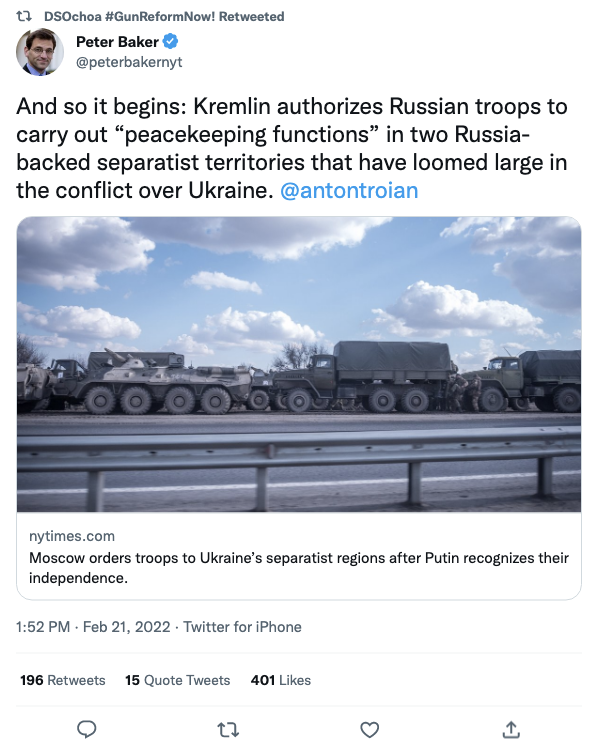 DSOchoa #GunReformNow! Retweeted
Peter Baker
@peterbakernyt
And so it begins: Kremlin authorizes Russian troops to
carry out “peacekeeping functions” in two Russia-
backed separatist territories that have loomed large in
the conflict over Ukraine. @antontroian
nytimes.com
Moscow orders troops to Ukraine’s separatist regions after Putin recognizes their
independence.
1:52 PM · Feb 21, 2022 · Twitter for iPhone
196 Retweets 15 Quote Tweets 401 Likes